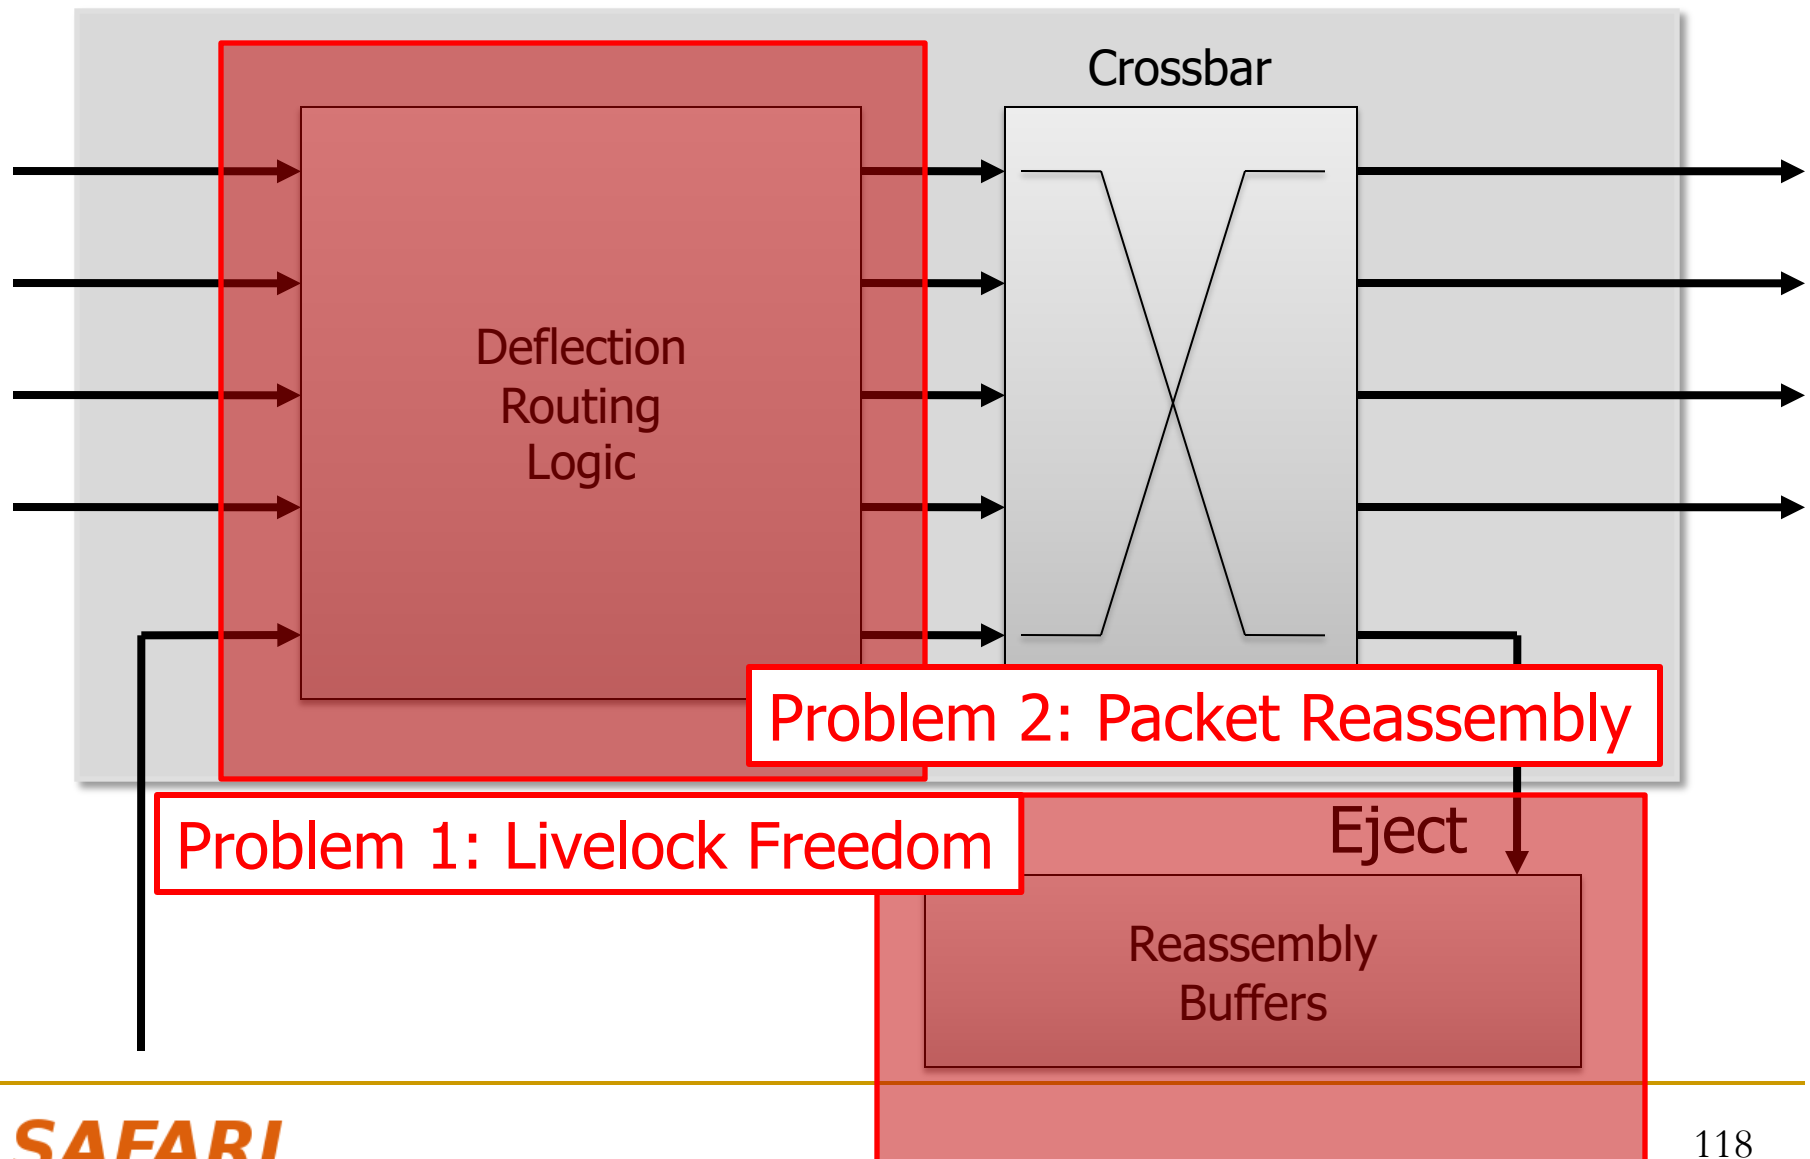 Crossbar
Deflection
Routing
Logic
Problem 2: Packet Reassembly
Problem 1: Livelock Freedom
Eject
Reassembly
Buffers
SAFARI
118